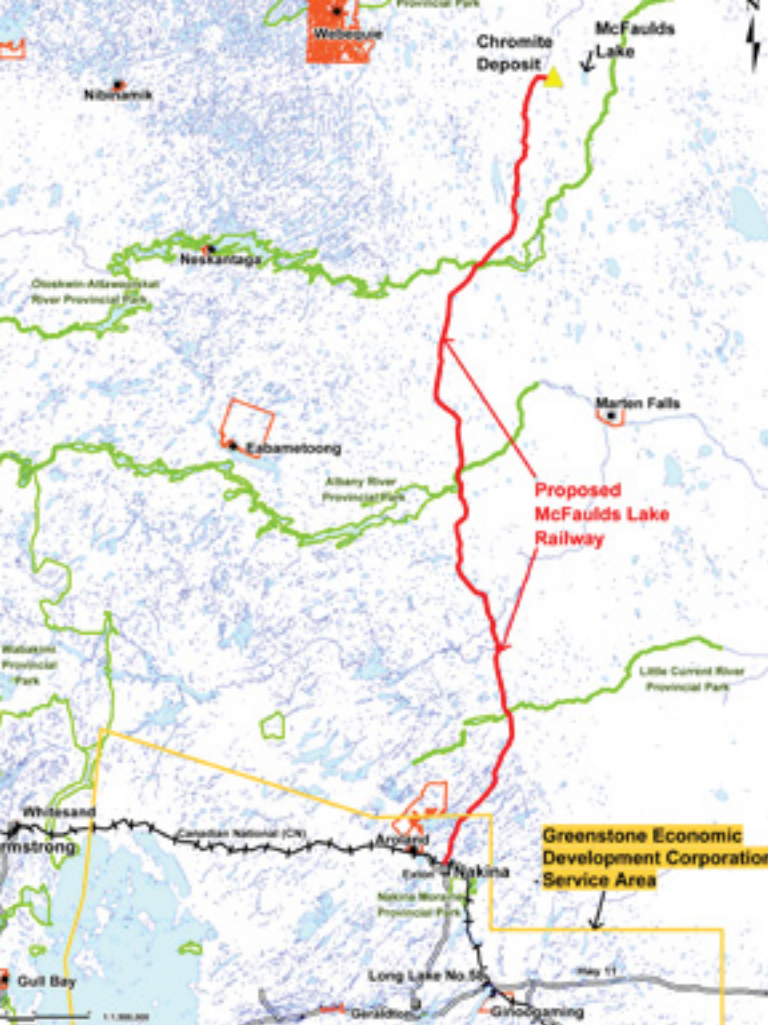 Provincial Park
Webequie
McFaulds
Lake
Chromite
Deposit
Nibinamik
Neskantaga
Otoskwin-Attawapiskat
River Provincial Park
Marten Falls
Eabametoong
Albany River
Provincial Park
Proposed
McFaulds Lake
Railway
Wabakimi
Provincial
Park
Little Current River
Provincial Park
Whitesand
rmstrong
Canadian National (CN)
Aroland
Exton
Nakina
Greenstone Economic
Development Corporation
Service Area
Nakina Moraine
Provincial Park
Gull Bay
Long Lake No.58
Hwy 11
Geraldton
Ginoogaming